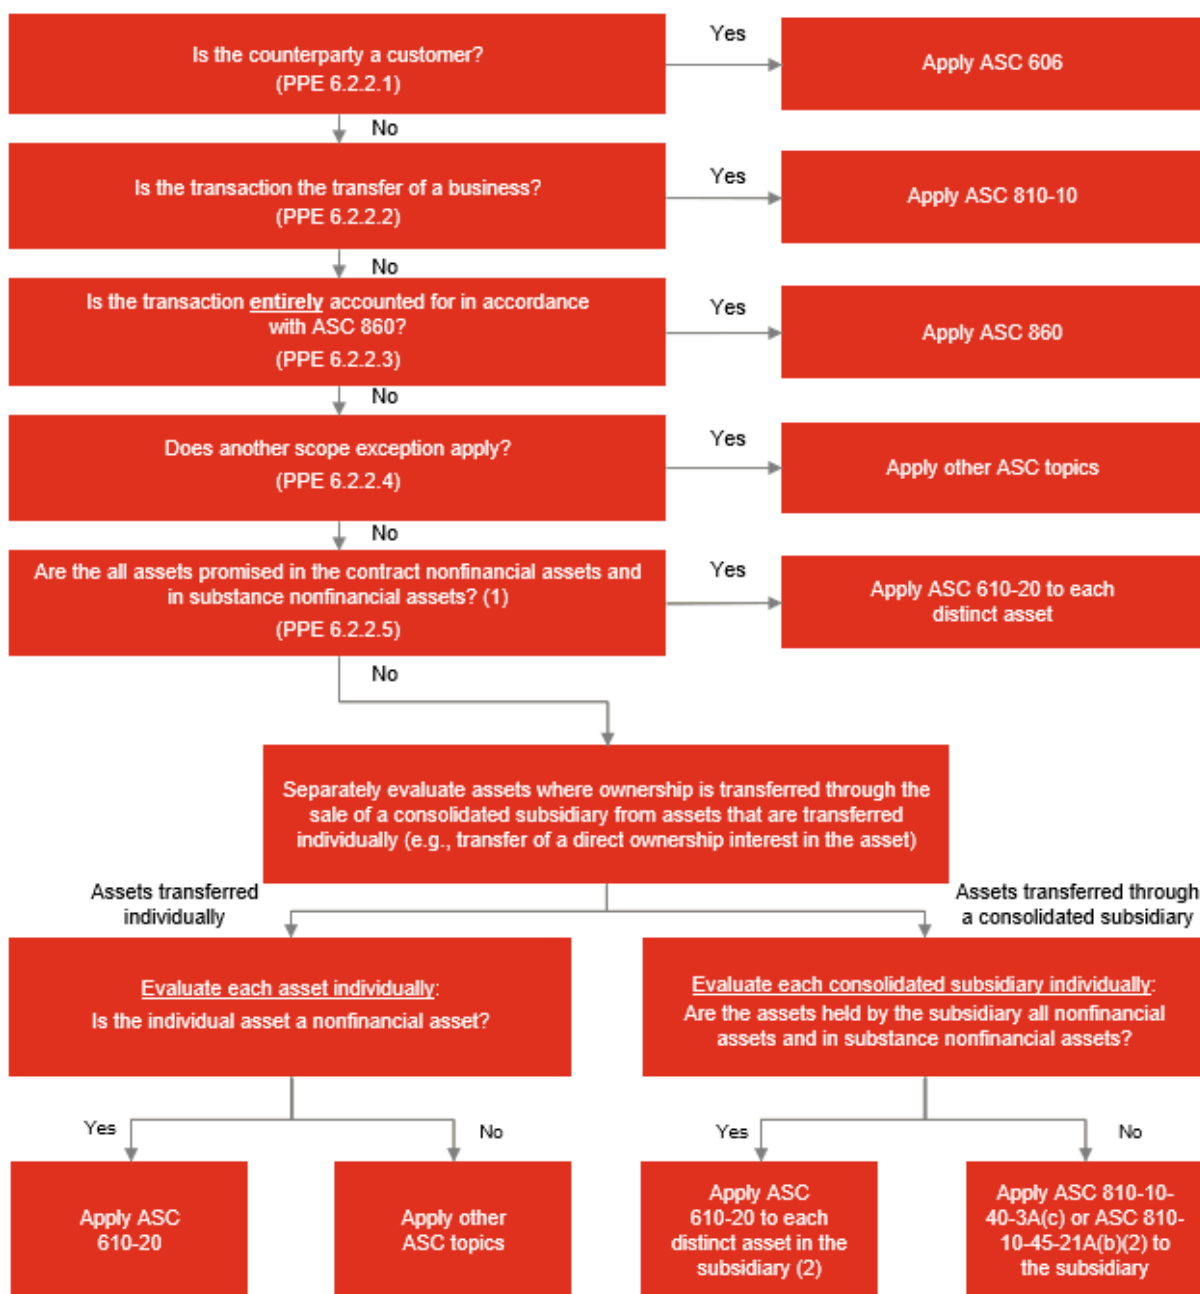 Is the counterparty a customer?
(PPE 6.2.2.1)
Yes
Apply ASC 606
No
Is the transaction the transfer of a business?
(PPE 6.2.2.2)
Yes
Apply ASC 810-10
No
Is the transaction entirely accounted for in accordance
with ASC 860?
(PPE 6.2.2.3)
Yes
Apply ASC 860
No
Does another scope exception apply?
(PPE 6.2.2.4)
Yes
Apply other ASC topics
No
Are the all assets promised in the contract nonfinancial assets and
in substance nonfinancial assets? (1)
(PPE 6.2.2.5)
Yes
Apply ASC 610-20 to each
distinct asset
No
Separately evaluate assets where ownership is transferred through the
sale of a consolidated subsidiary from assets that are transferred
individually (e.g., transfer of a direct ownership interest in the asset)
Assets transferred
individually
Assets transferred through
a consolidated subsidiary
Evaluate each asset individually:
Is the individual asset a nonfinancial asset?
Evaluate each consolidated subsidiary individually:
Are the assets held by the subsidiary all nonfinancial
assets and in substance nonfinancial assets?
Yes
No
Yes
No
Apply ASC
610-20
Apply other
ASC topics
Apply ASC
610-20 to each
distinct asset in the
subsidiary (2)
Apply ASC 810-10-
40-3A(c) or ASC 810-
10-45-21A(b)(2) to
the subsidiary